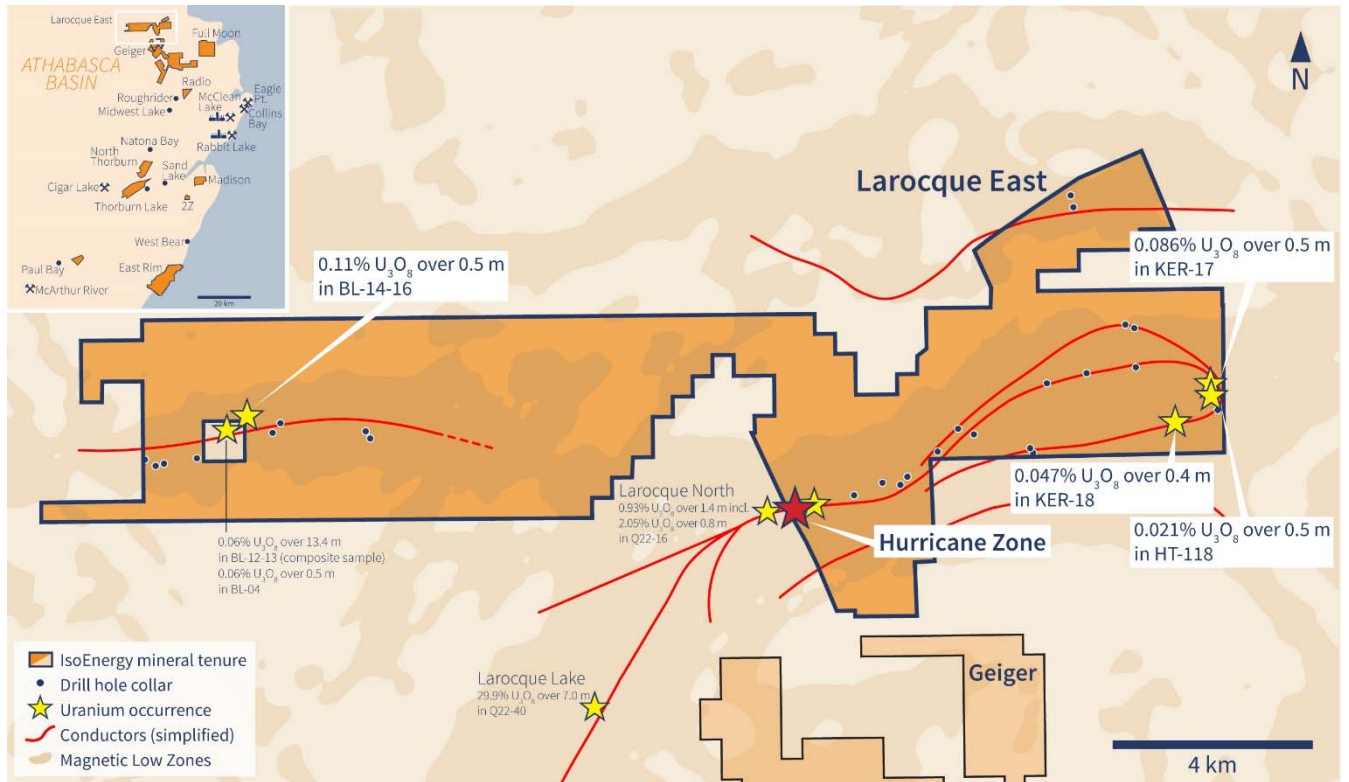 Larocque East
Full Moon
Geiger
ATHABASCA
BASIN
Radio
Eagle
Pt.
Roughrider
McClean
Lake
Collins
Bay
Midwest Lake
Rabbit Lake
Natona Bay
North
Thorburn
Sand
Lake
Madison
Cigar Lake
Thorburn Lake
2Z
West Bear
Paul Bay
East Rim
McArthur River
29 km
N
Larocque East
0.11% U₃O₈ over 0.5 m
in BL-14-16
0.086% U₃O₈ over 0.5 m
in KER-17
0.047% U₃O₈ over 0.4 m
in KER-18
0.021% U₃O₈ over 0.5 m
in HT-118
Larocque North
0.93% U₃O₈ over 1.4 m incl.
2.05% U₃O₈ over 0.8 m
in Q22-16
Hurricane Zone
0.06% U₃O₈ over 13.4 m
in BL-12-13 (composite sample)
0.06% U₃O₈ over 0.5 m
in BL-04
Larocque Lake
29.9% U₃O₈ over 7.0 m
in Q22-40
Geiger
IsoEnergy mineral tenure
Drill hole collar
Uranium occurrence
Conductors (simplified)
Magnetic Low Zones
4 km